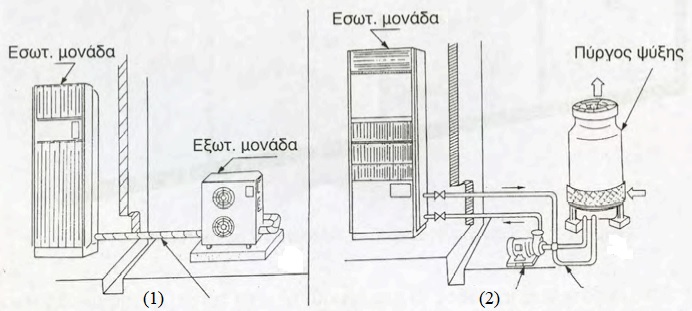 Εσωτ. μονάδα
Εξωτ. μονάδα
(1)
Εσωτ. μονάδα
Πύργος ψύξης
(2)